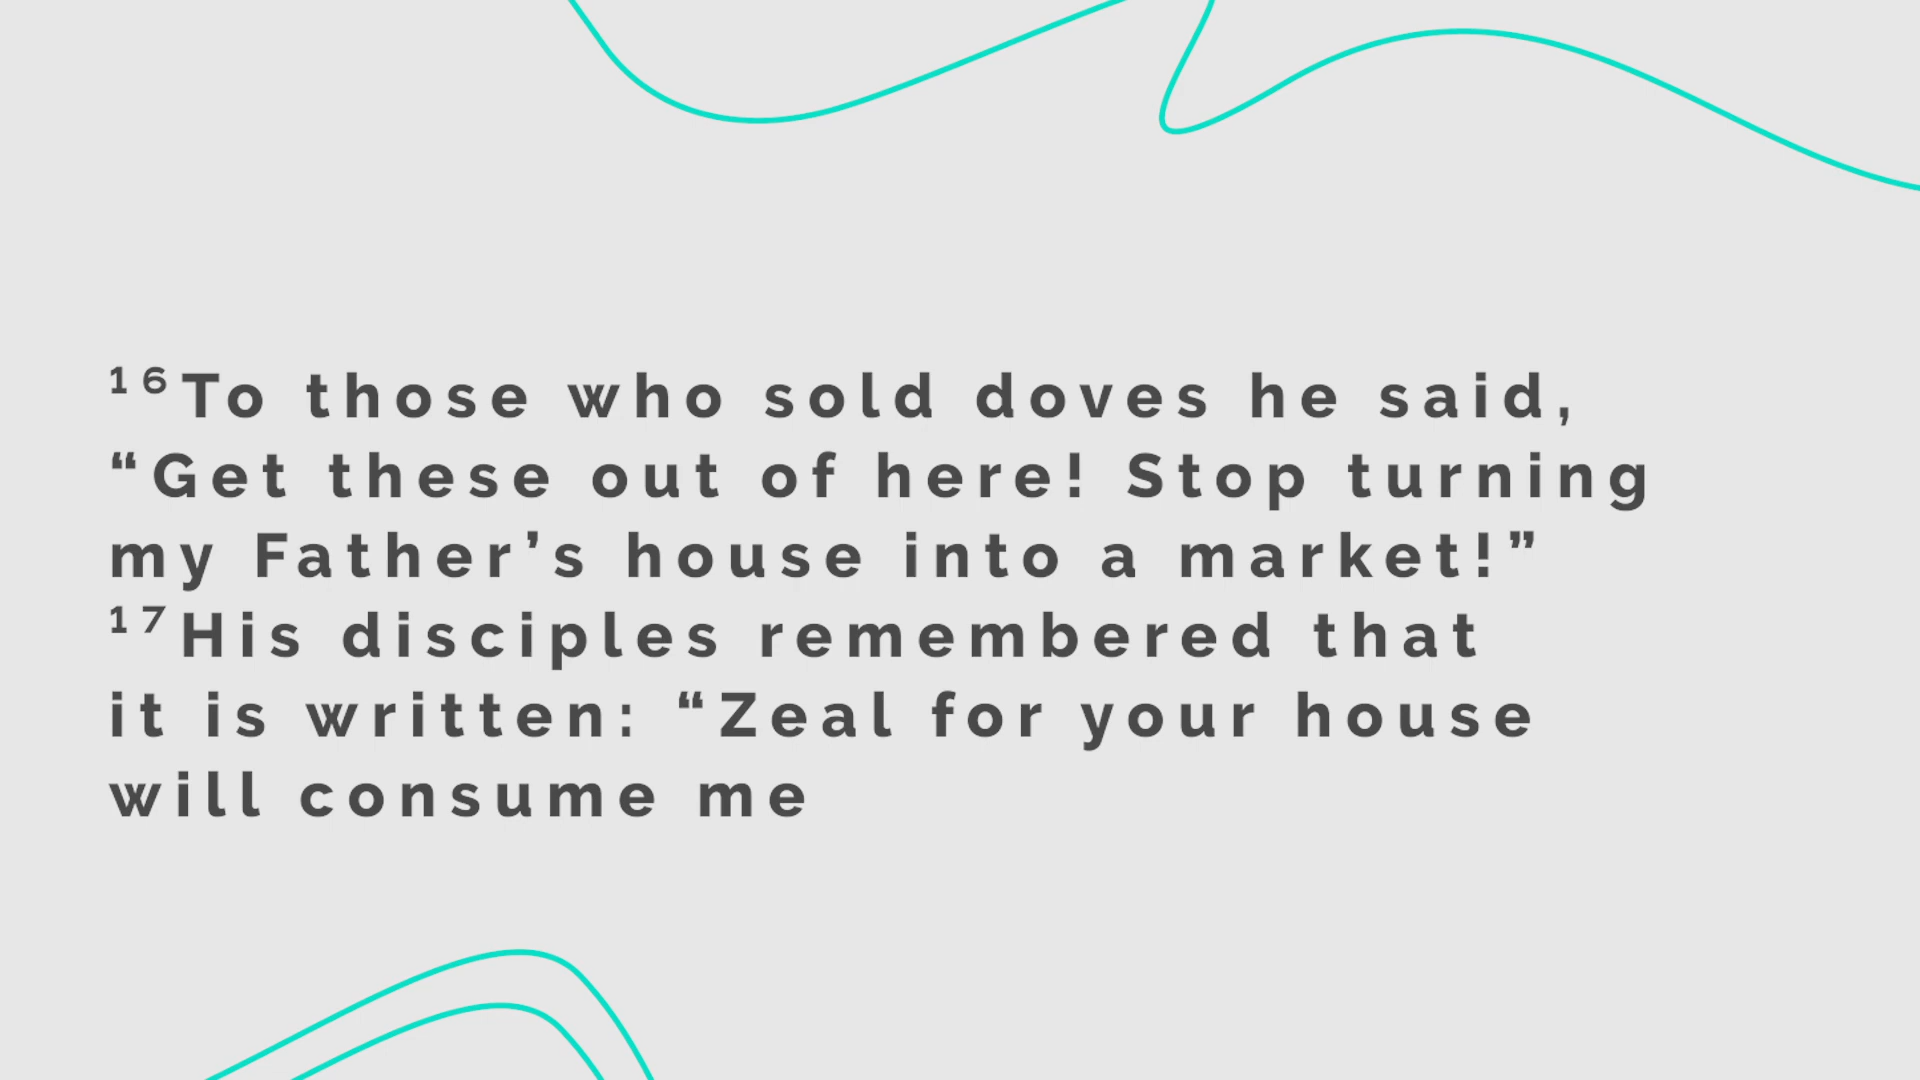 ¹⁶To those who sold doves he said,
“Get these out of here! Stop turning
my Father’s house into a market!”
¹⁷His disciples remembered that
it is written: “Zeal for your house
will consume me